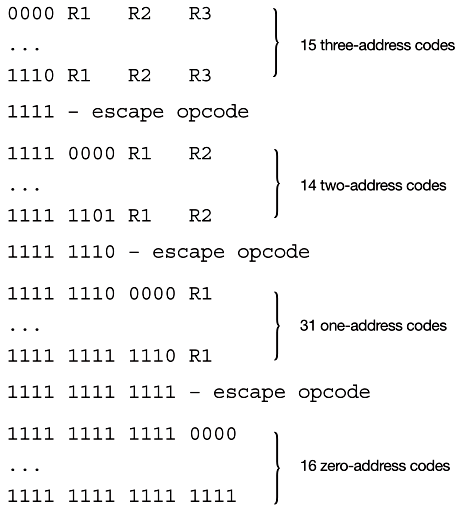 0000 R1 R2 R3
...
1110 R1 R2 R3
15 three-address codes
1111 – escape opcode
1111 0000 R1 R2
...
1111 1101 R1 R2
14 two-address codes
1111 1110 – escape opcode
1111 1110 0000 R1
...
1111 1111 1110 R1
31 one-address codes
1111 1111 1111 – escape opcode
1111 1111 1111 0000
...
1111 1111 1111 1111
16 zero-address codes